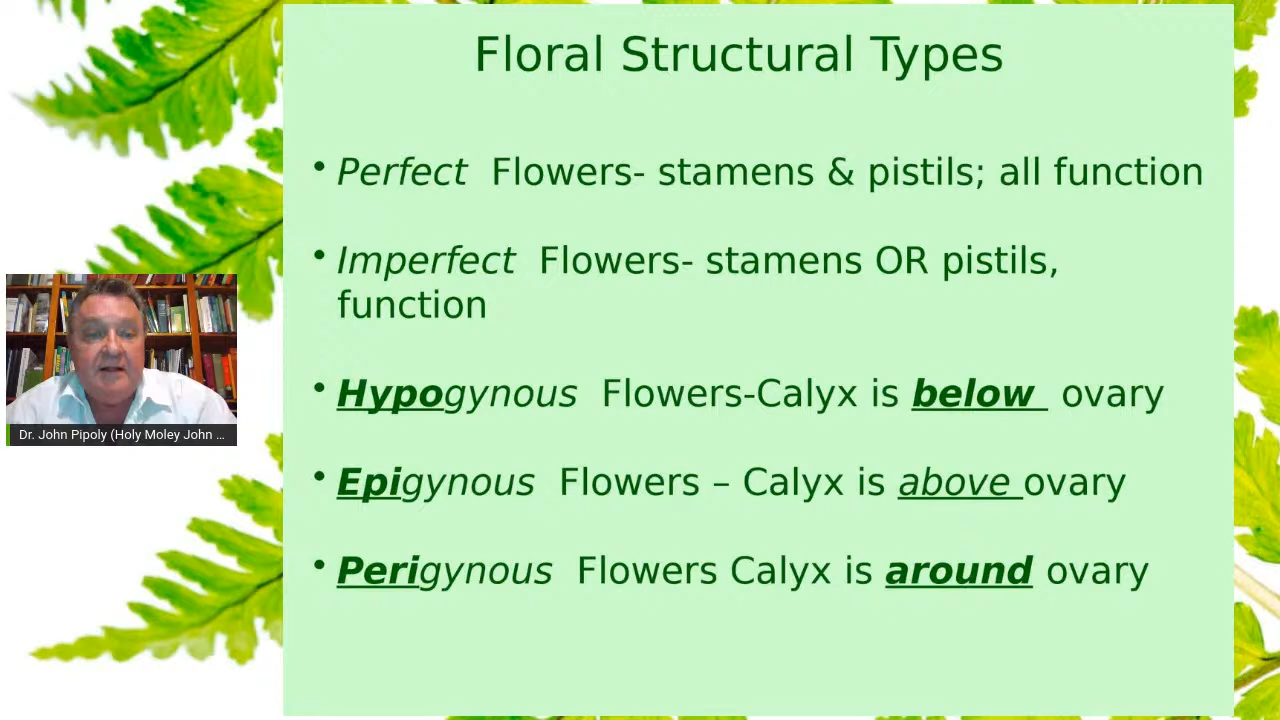 Floral Structural Types
• Perfect Flowers- stamens & pistils; all function
• Imperfect Flowers- stamens OR pistils,
function
• Hypogynous Flowers-Calyx is below ovary
• Epigynous Flowers – Calyx is above ovary
• Perigynous Flowers Calyx is around ovary
Dr. John Pipoly (Holy Moley John ...